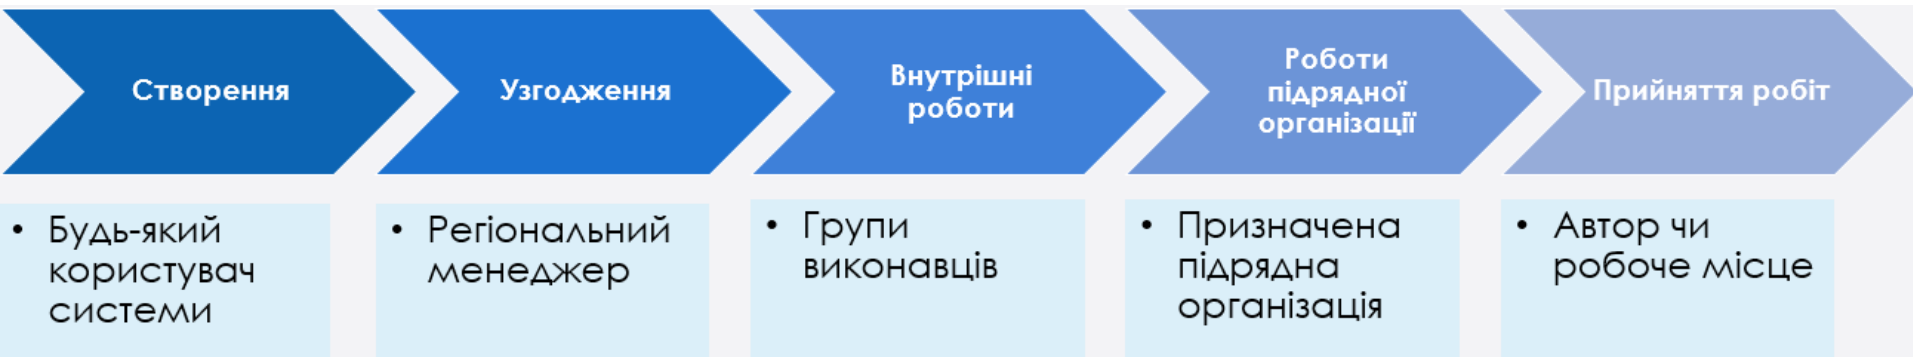 Створення
Узгодження
Внутрішні
роботи
Роботи
підрядної
організації
Прийняття робіт
• Будь-який
користувач
системи
• Регіональний
менеджер
• Групи
виконавців
• Призначена
підрядна
організація
• Автор чи
робоче місце